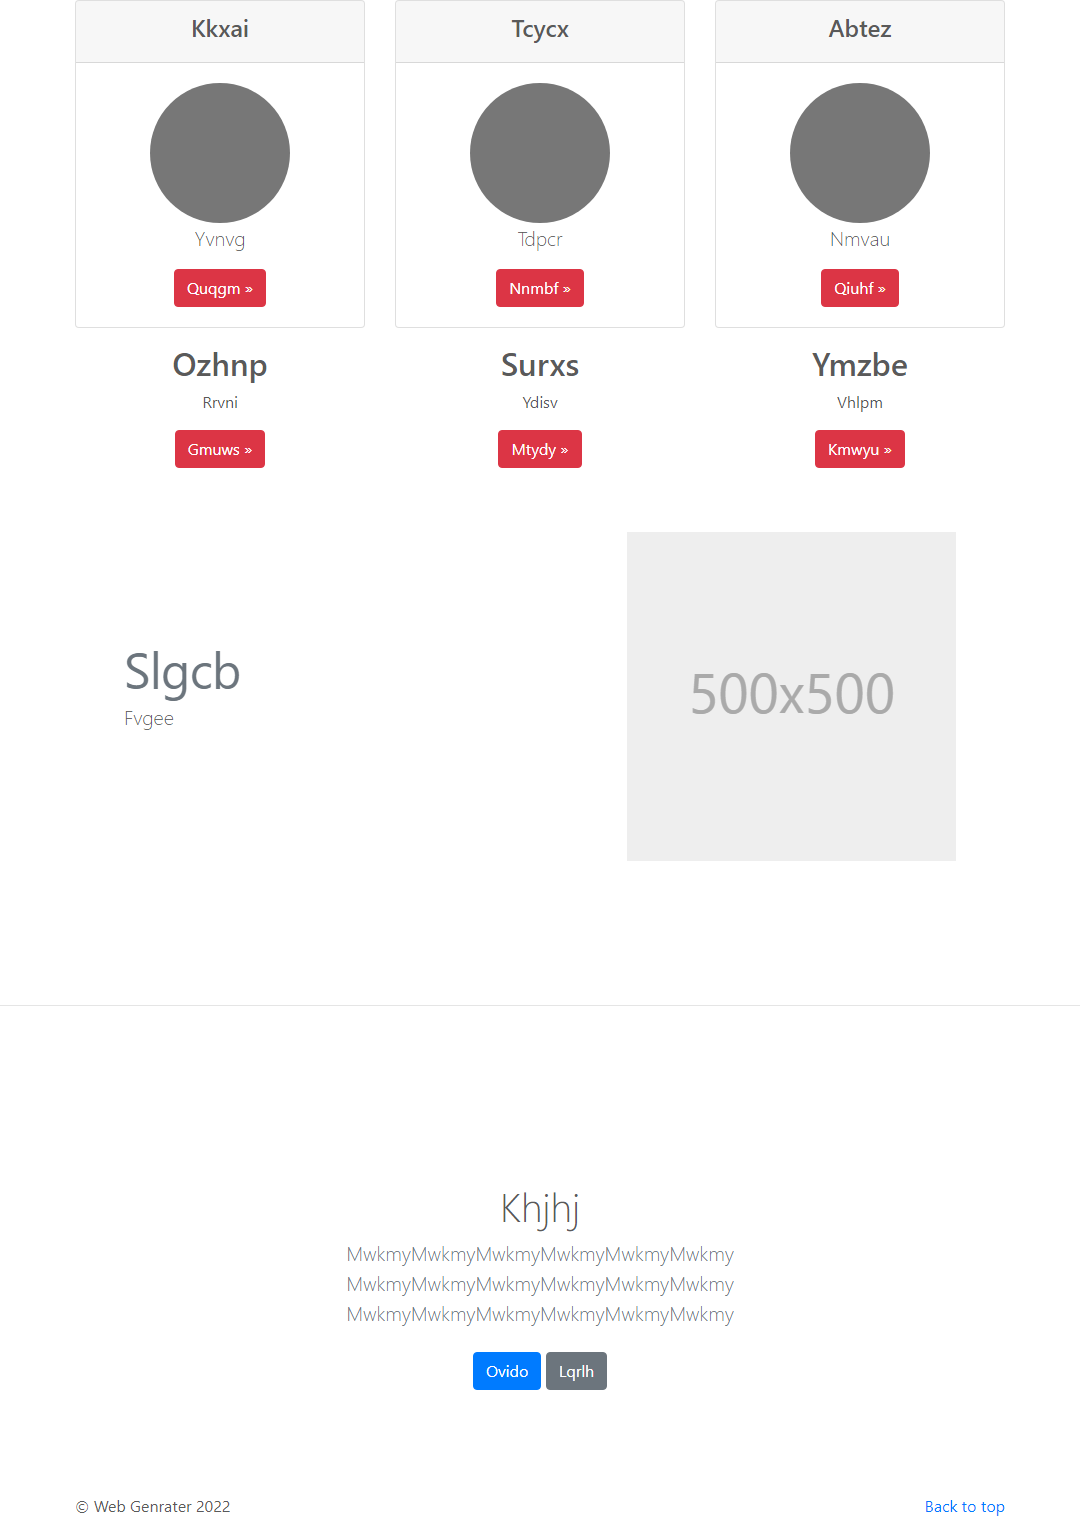 Kkxai
Tcycx
Abtez
Yvnvg
Tdpcr
Nmvau
Quqgm »
Nnmbf »
Qiuhf »
Ozhnp
Surxs
Ymzbe
Rrvni
Ydisv
Vhlpm
Gmuws »
Mtydy »
Kmwyu »
Slgcb
Fvgee
500x500
Khjhj
MwkmyMwkmyMwkmyMwkmyMwkmyMwkmy
MwkmyMwkmyMwkmyMwkmyMwkmyMwkmy
MwkmyMwkmyMwkmyMwkmyMwkmyMwkmy
Ovido
Lqrlh
© Web Genrater 2022
Back to top